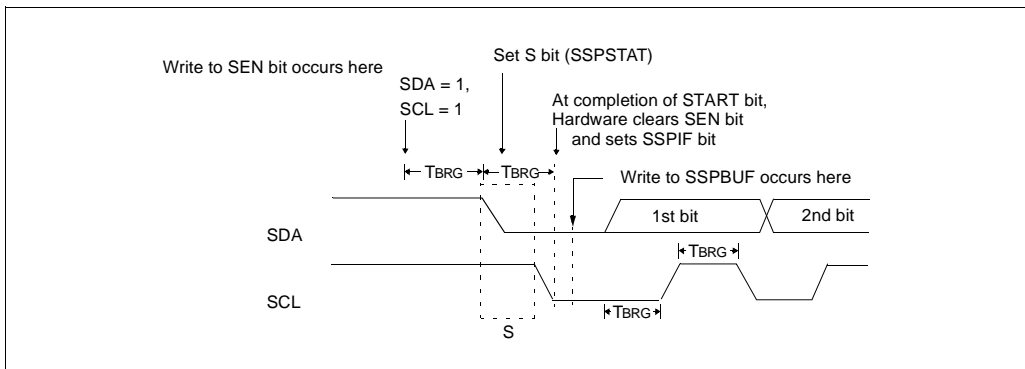 Set S bit (SSPSTAT)
Write to SEN bit occurs here
SDA = 1,
SCL = 1
At completion of START bit,
Hardware clears SEN bit
and sets SSPIF bit
TBRG TBRG
Write to SSPBUF occurs here
1st bit 2nd bit
SDA
TBRG
SCL
TBRG
S